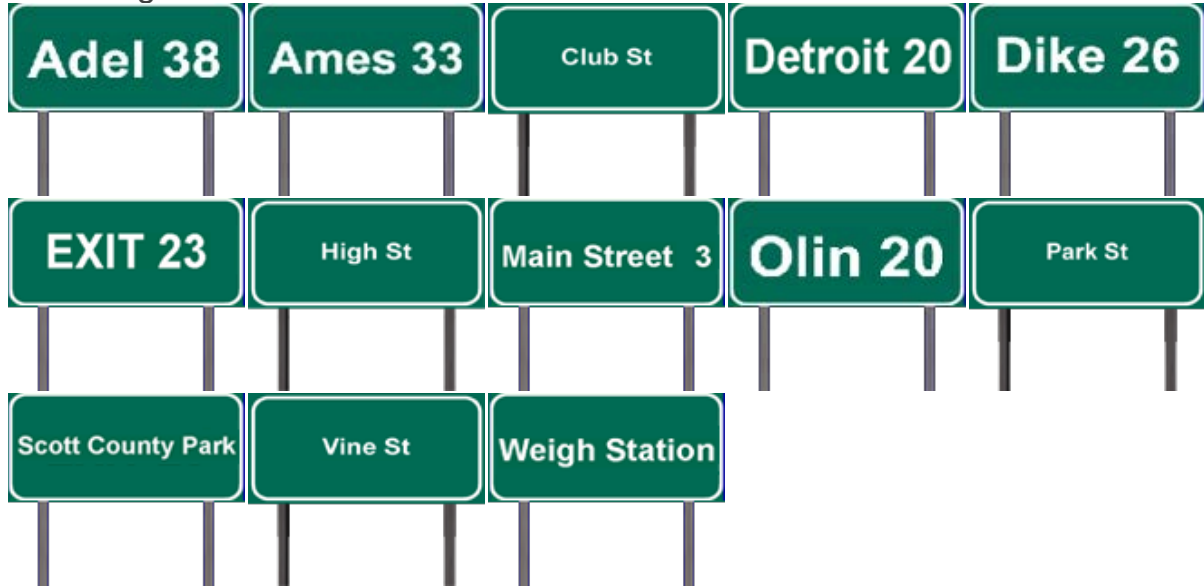 Adel 38
Ames 33
Club St
Detroit 20
Dike 26
EXIT 23
High St
Main Street 3
Olin 20
Park St
Scott County Park
Vine St
Weigh Station